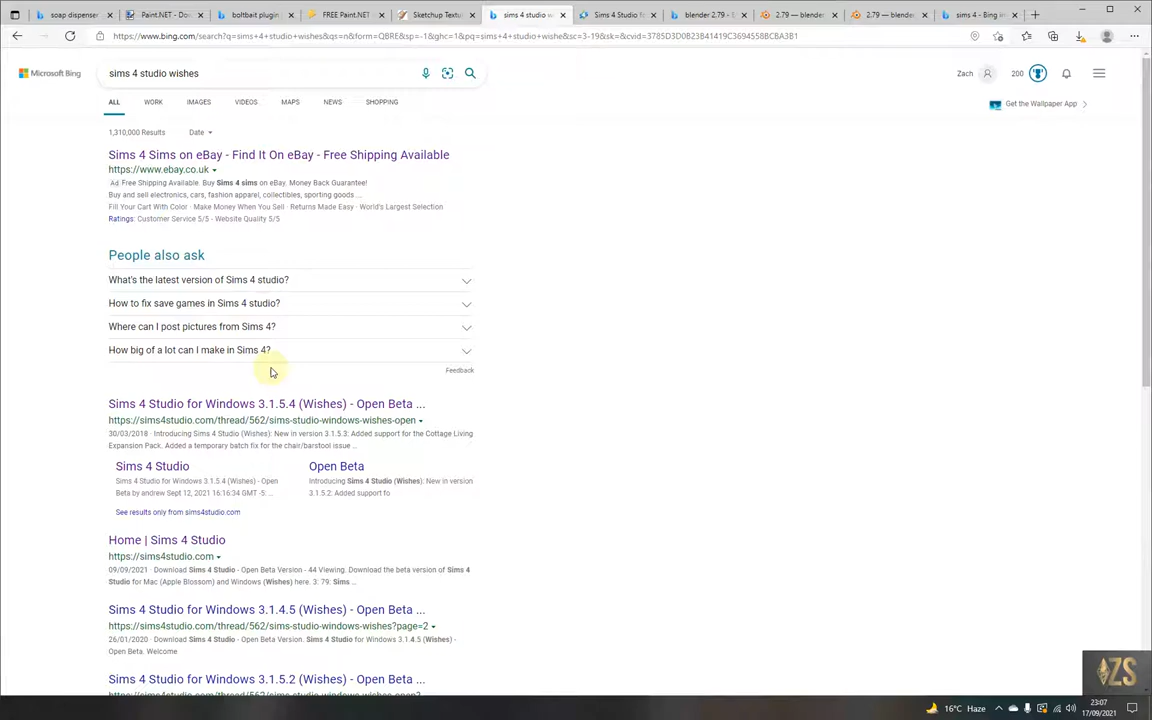 soap dispenser
Paint.NET - Dow
boltbait plugin
FREE Paint.NET
Sketchup Textu
sims 4 studio w
Sims 4 Studio fo
blender 2.79 - 
2.79 — blender.
2.79 — blender.
sims 4 - Bing im
https://www.bing.com/search?q=sims+4+studio+wishes&qs=n&form=QBRE&sp=-1&ghc=1&pq=sims+4+studio+wishe&sc=3-19&sk=&cvid=3785D3D0B23B41419C3694558BCBA3B1
Microsoft Bing
sims 4 studio wishes
Zach
200
ALL
WORK
IMAGES
VIDEOS
MAPS
NEWS
SHOPPING
Get the Wallpaper App
1,310,000 Results
Date
Sims 4 Sims on eBay - Find It On eBay - Free Shipping Available
https://www.ebay.co.uk
Ad Free Shipping Available. Buy Sims 4 sims on eBay. Money Back Guarantee!
Buy and sell electronics, cars, fashion apparel, collectibles, sporting goods ...
Fill Your Cart With Color · Make Money When You Sell · Returns Made Easy · World's Largest Selection
Ratings: Customer Service 5/5 - Website Quality 5/5
People also ask
What's the latest version of Sims 4 studio?
How to fix save games in Sims 4 studio?
Where can I post pictures from Sims 4?
How big of a lot can I make in Sims 4?
Feedback
Sims 4 Studio for Windows 3.1.5.4 (Wishes) - Open Beta ...
https://sims4studio.com/thread/562/sims-studio-windows-wishes-open
30/03/2018 · Introducing Sims 4 Studio (Wishes): New in version 3.1.5.3: Added support for the Cottage Living
Expansion Pack. Added a temporary batch fix for the chair/barstool issue ...
Sims 4 Studio
Sims 4 Studio for Windows 3.1.5.4 (Wishes) - Open
Beta by andrew Sept 12, 2021 16:16:34 GMT -5: ...
Open Beta
Introducing Sims 4 Studio (Wishes): New in version
3.1.5.2: Added support fo
See results only from sims4studio.com
Home | Sims 4 Studio
https://sims4studio.com
09/09/2021 · Download Sims 4 Studio - Open Beta Version - 44 Viewing. Download the beta version of Sims 4
Studio for Mac (Apple Blossom) and Windows (Wishes) here. 3: 79: Sims ...
Sims 4 Studio for Windows 3.1.4.5 (Wishes) - Open Beta ...
https://sims4studio.com/thread/562/sims-studio-windows-wishes?page=2
26/01/2020 · Download Sims 4 Studio - Open Beta Version. Sims 4 Studio for Windows 3.1.4.5 (Wishes) -
Open Beta. Welcome
Sims 4 Studio for Windows 3.1.5.2 (Wishes) - Open Beta ...
https://sims4studio.com/thread/562/sims-studio-windows-wishes-open?
ZS
16°C Haze
23:07
17/09/2021